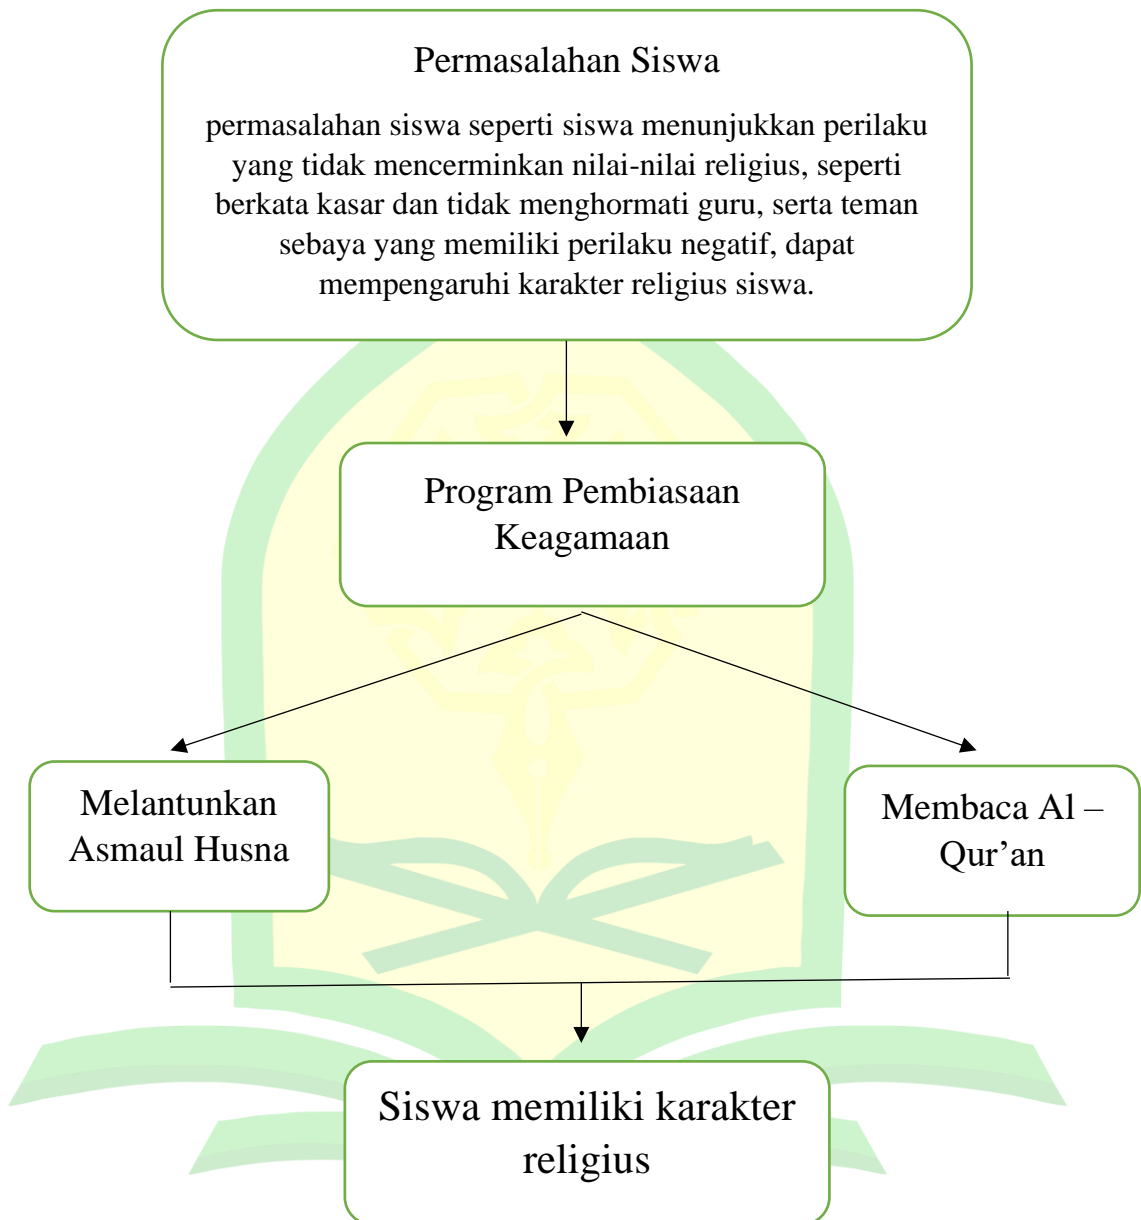 Permasalahan Siswa
permasalahan siswa seperti siswa menunjukkan perilaku
yang tidak mencerminkan nilai-nilai religius, seperti
berkata kasar dan tidak menghormati guru, serta teman
sebaya yang memiliki perilaku negatif, dapat
mempengaruhi karakter religius siswa.
Program Pembiasaan
Keagamaan
Melantunkan
Asmaul Husna
Membaca Al –
Qur’an
Siswa memiliki karakter
religius